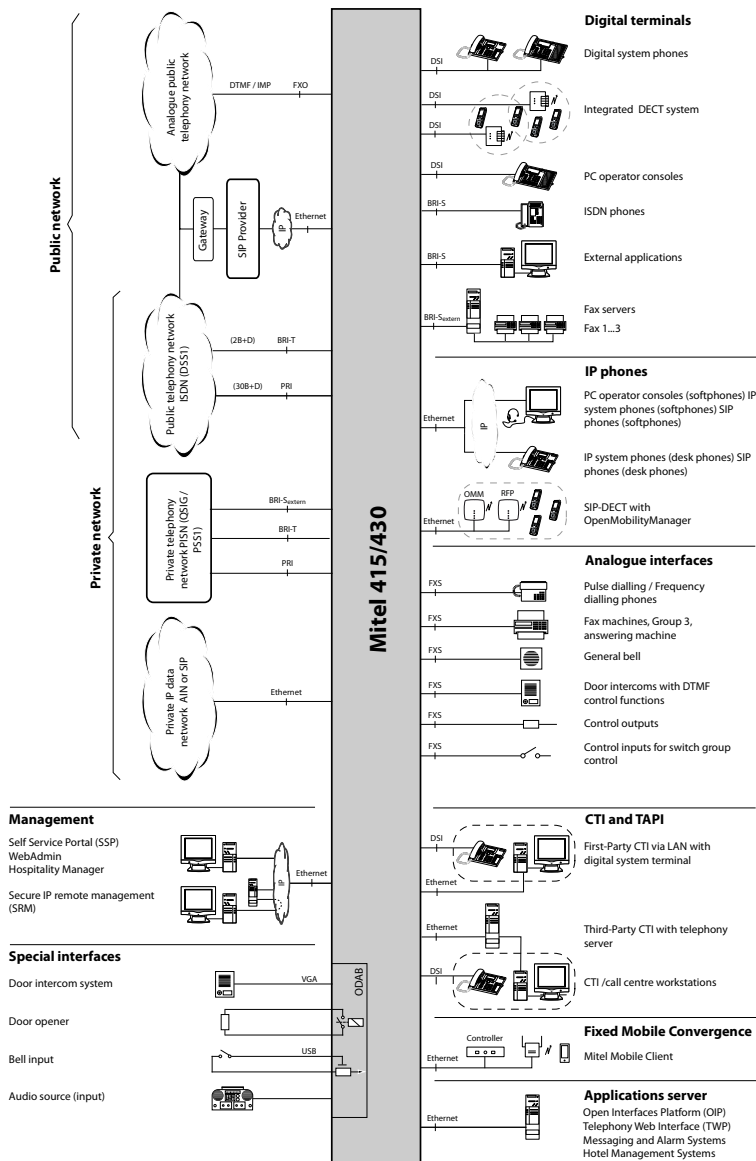 Public network
Analogue public
telephony network
DTMF / IMP
FXO
Gateway
SIP Provider
IP
Ethernet
Private network
Public telephony network
ISDN (DSS1)
(2B+D)
BRI-T
(30B+D)
PRI
Private telephony
network PISN (QSIG /
PSS1)
BRI-Sextern
BRI-T
PRI
Private IP data
network AIN or SIP
Ethernet
Management
Self Service Portal (SSP)
WebAdmin
Hospitality Manager
Secure IP remote management
(SRM)
IP
Ethernet
Special interfaces
Door intercom system
VGA
ODAB
Door opener
Bell input
USB
Audio source (input)
Mitel 415/430
Digital terminals
DSI
Digital system phones
DSI
Integrated DECT system
DSI
DSI
PC operator consoles
BRI-S
ISDN phones
BRI-S
External applications
BRI-Sextern
Fax servers
Fax 1...3
IP phones
Ethernet
IP
PC operator consoles (softphones) IP
system phones (softphones) SIP
phones (softphones)
IP system phones (desk phones) SIP
phones (desk phones)
OMM
RFP
Ethernet
SIP-DECT with
OpenMobilityManager
Analogue interfaces
FXS
Pulse dialling / Frequency
dialling phones
FXS
Fax machines, Group 3,
answering machine
FXS
General bell
FXS
Door intercoms with DTMF
control functions
FXS
Control outputs
FXS
Control inputs for switch group
control
CTI and TAPI
DSI
First-Party CTI via LAN with
digital system terminal
Ethernet
Ethernet
Third-Party CTI with telephony
server
DSI
CTI /call centre workstations
Fixed Mobile Convergence
Controller
Ethernet
Mitel Mobile Client
Applications server
Ethernet
Open Interfaces Platform (OIP)
Telephony Web Interface (TWP)
Messaging and Alarm Systems
Hotel Management Systems